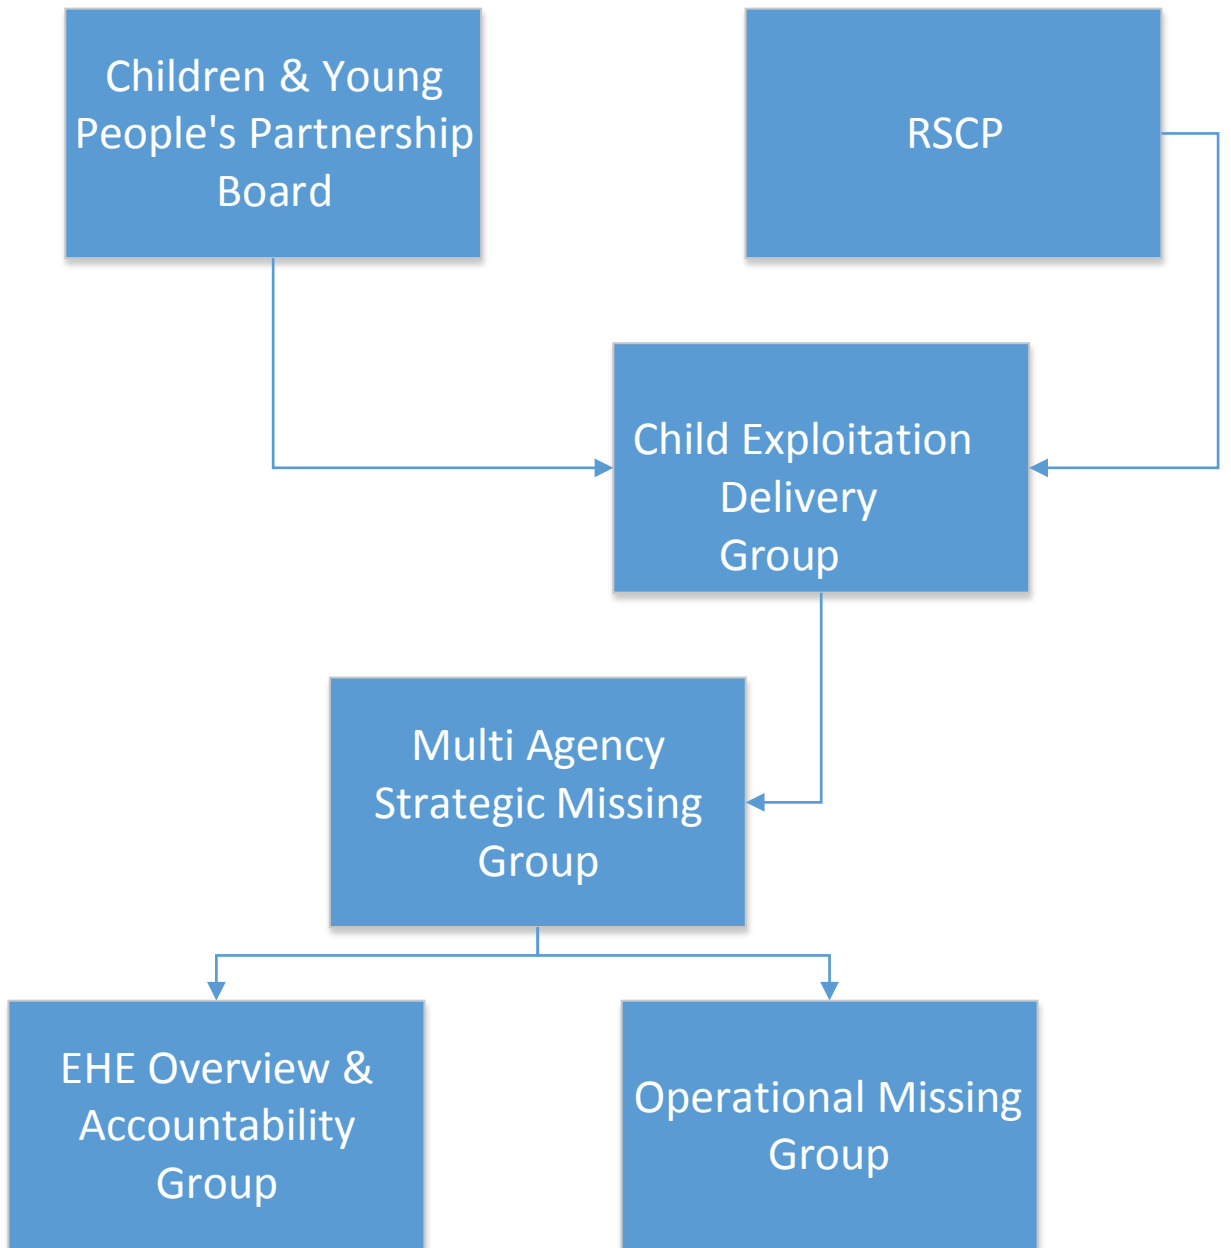 Children & Young
People's Partnership
Board
RSCP
Child Exploitation
Delivery
Group
Multi Agency
Strategic Missing
Group
EHE Overview &
Accountability
Group
Operational Missing
Group